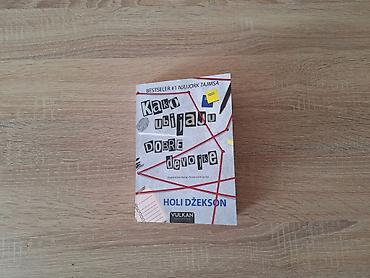 BESTSELER #1 NJUJORK TAJMSA
Kako
ubijaju
DOBRE
devojke
HOLI DŽEKSON
VULKAN